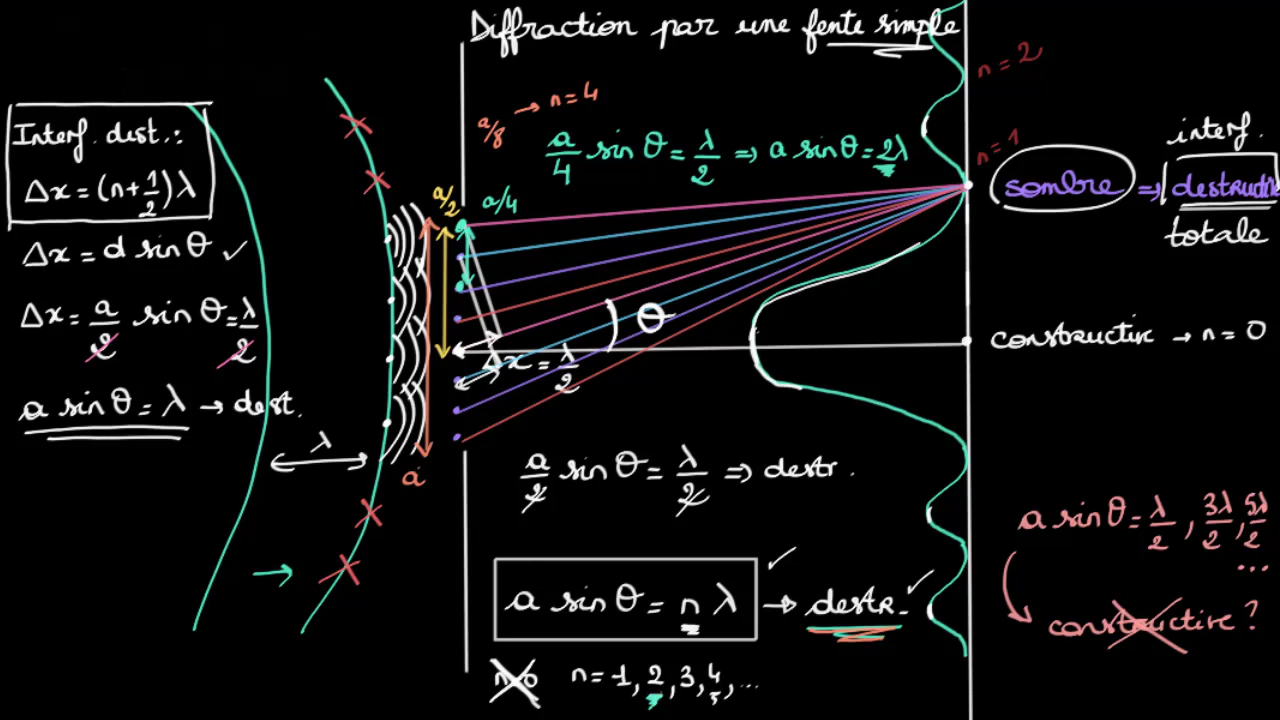 Diffraction par une fente simple
Interf. dest.:
Δx = (n+1/2)λ
Δx = d sin θ ✓
Δx = a/2 sin θ = λ/2
a sin θ = λ → dest.
λ
a
a/2
a/4
a/8 → n = 4
a/4 sin θ = λ/2 ⇒ a sin θ = 2λ
θ
Δx = λ/2
a/2 sin θ = λ/2 ⇒ destr.
a sin θ = n λ → destr.
n=0 n = 1, 2, 3, 4, ...
n = 2
n = 1
sombre ⇒ interf. destructive totale
constructive → n = 0
a sin θ = λ/2, 3λ/2, 5λ/2 ...
constructive ?